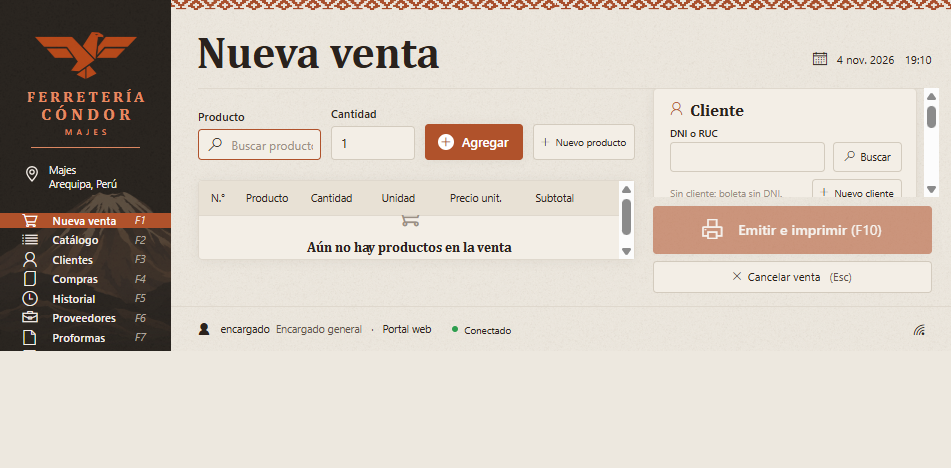 FERRETERÍA
CÓNDOR
MAJES
Majes
Arequipa, Perú
Nueva venta F1
Catálogo F2
Clientes F3
Compras F4
Historial F5
Proveedores F6
Proformas F7
Nueva venta
4 nov. 2026 19:10
Producto
Buscar producto
Cantidad
1
Agregar
Nuevo producto
N.° Producto Cantidad Unidad Precio unit. Subtotal
Aún no hay productos en la venta
Cliente
DNI o RUC
Buscar
Sin cliente: boleta sin DNI.
Nuevo cliente
Emitir e imprimir (F10)
Cancelar venta (Esc)
encargado Encargado general · Portal web Conectado